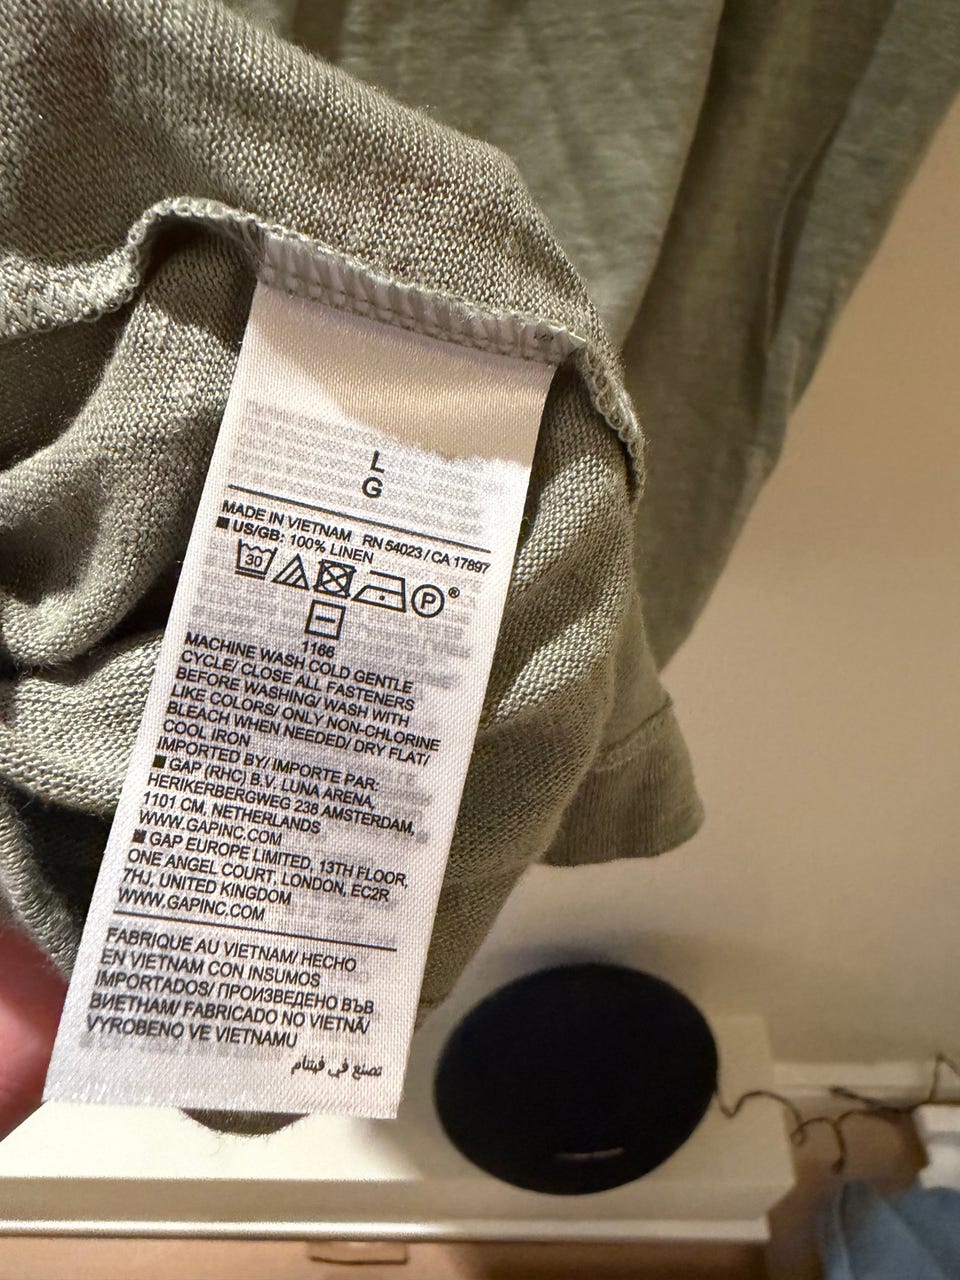 L
G
MADE IN VIETNAM RN 54023 / CA 17897
■ US/GB: 100% LINEN
30 P ®
1166
MACHINE WASH COLD GENTLE
CYCLE/ CLOSE ALL FASTENERS
BEFORE WASHING/ WASH WITH
LIKE COLORS/ ONLY NON-CHLORINE
BLEACH WHEN NEEDED/ DRY FLAT/
COOL IRON
IMPORTED BY/ IMPORTE PAR:
■ GAP (RHC) B.V. LUNA ARENA,
HERIKERBERGWEG 238 AMSTERDAM,
1101 CM, NETHERLANDS
WWW.GAPINC.COM
■ GAP EUROPE LIMITED, 13TH FLOOR,
ONE ANGEL COURT, LONDON, EC2R
7HJ, UNITED KINGDOM
WWW.GAPINC.COM
FABRIQUE AU VIETNAM/ HECHO
EN VIETNAM CON INSUMOS
IMPORTADOS/ ПРОИЗВЕДЕНО ВЪВ
ВИЕТНАМ/ FABRICADO NO VIETNÃ/
VYROBENO VE VIETNAMU
تصنع في فيتنام